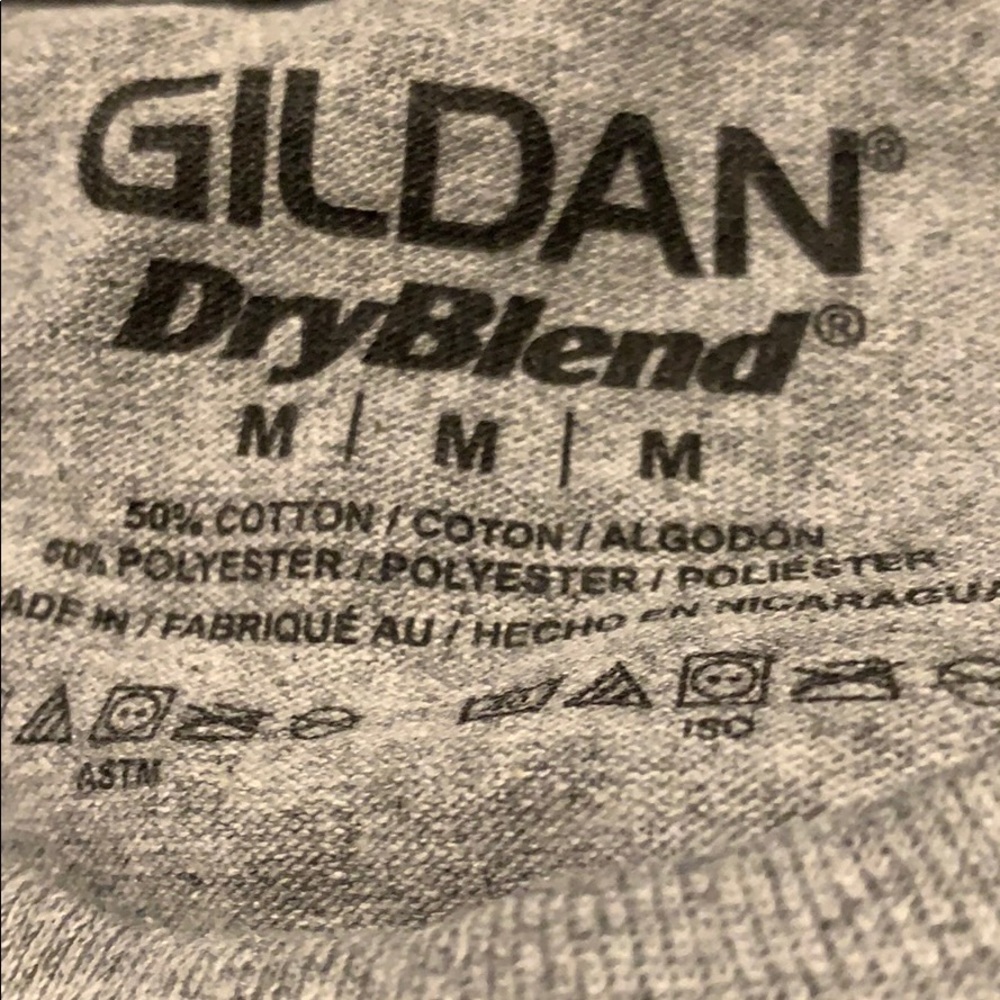 GILDAN®
DryBlend®
M | M | M
50% COTTON / COTON / ALGODÓN
50% POLYESTER / POLYESTER / POLIÉSTER
ADE IN / FABRIQUÉ AU / HECHO EN NICARAGUA
ASTM
ISO